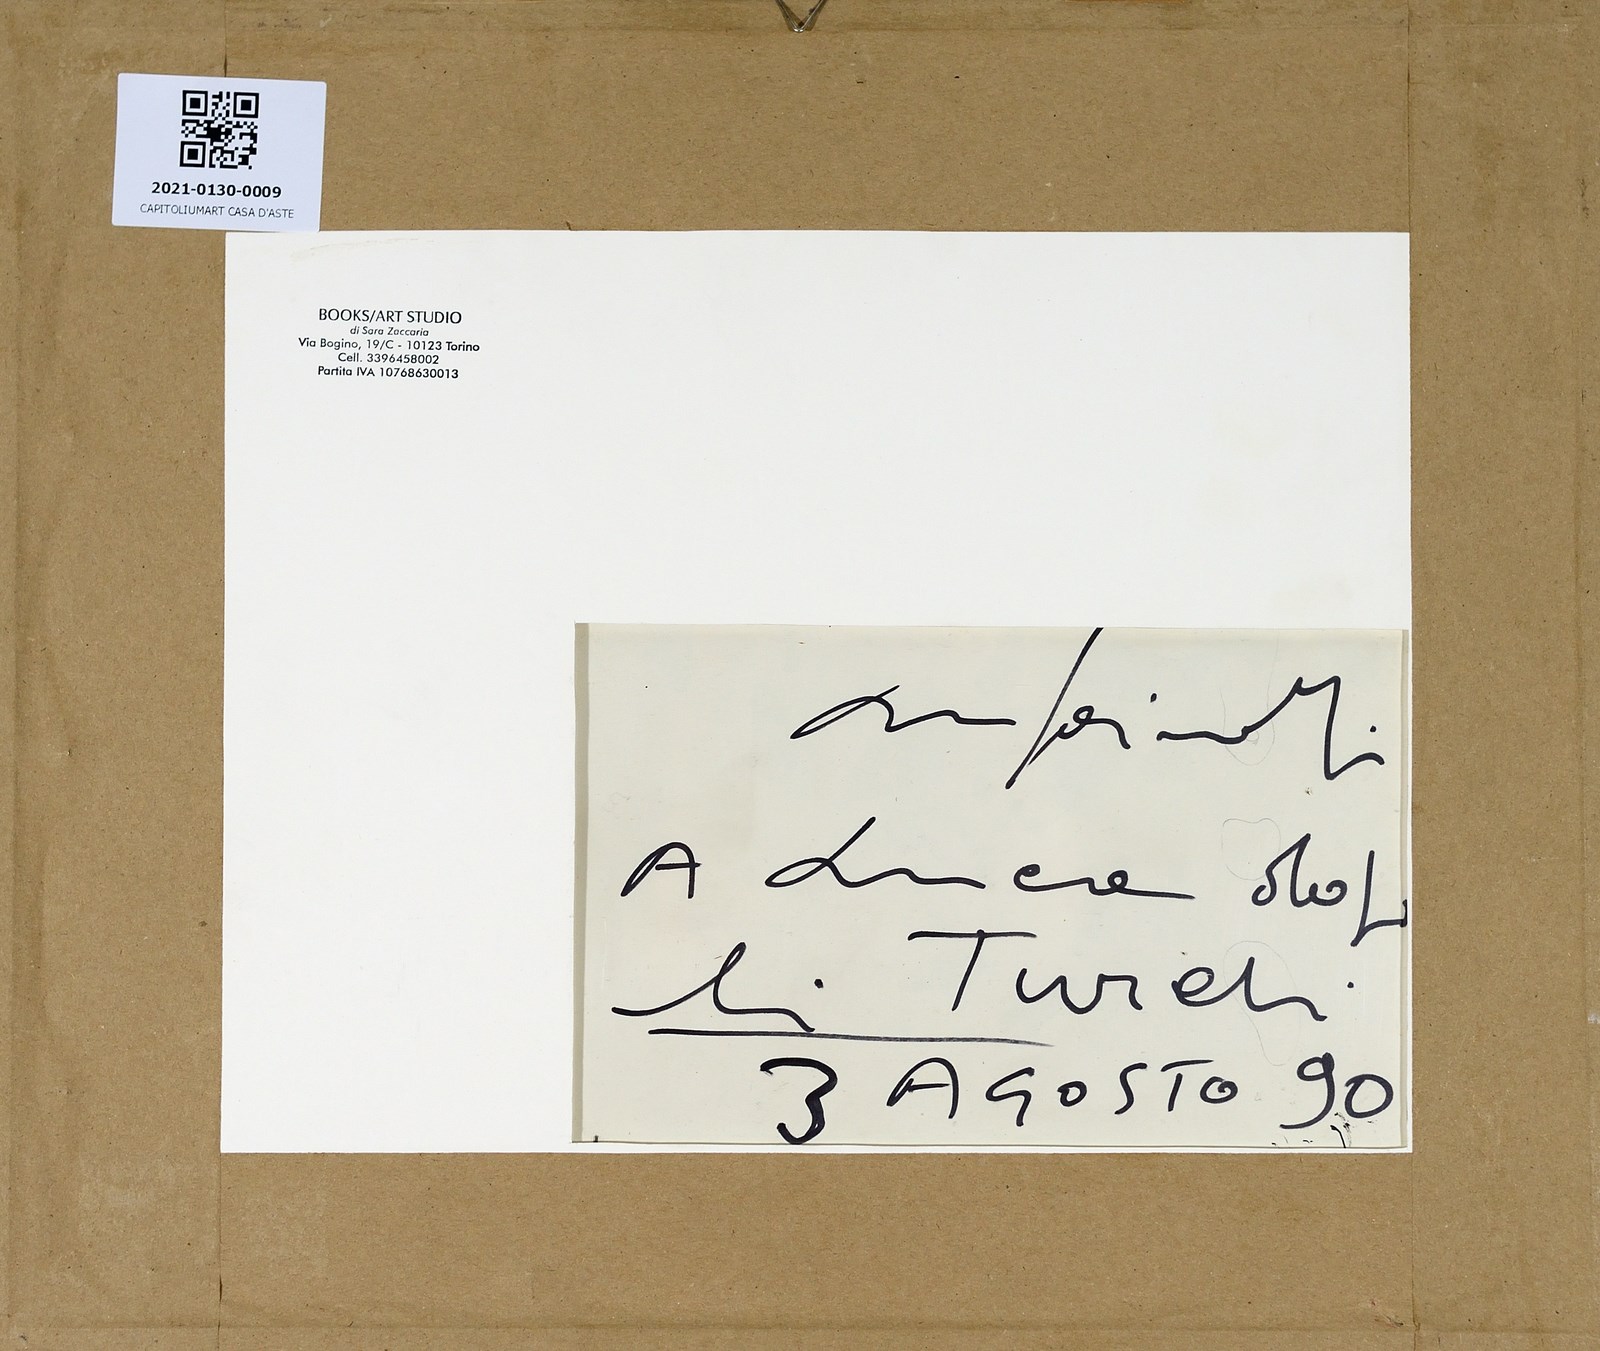 2021-0130-0009
CAPITOLIUMART CASA D'ASTE
BOOKS/ART STUDIO
di Sara Zaccaria
Via Bogino, 19/C - 10123 Torino
Cell. 3396458002
Partita IVA 10768630013
A Luca
Turchi
3 AGOSTO 90